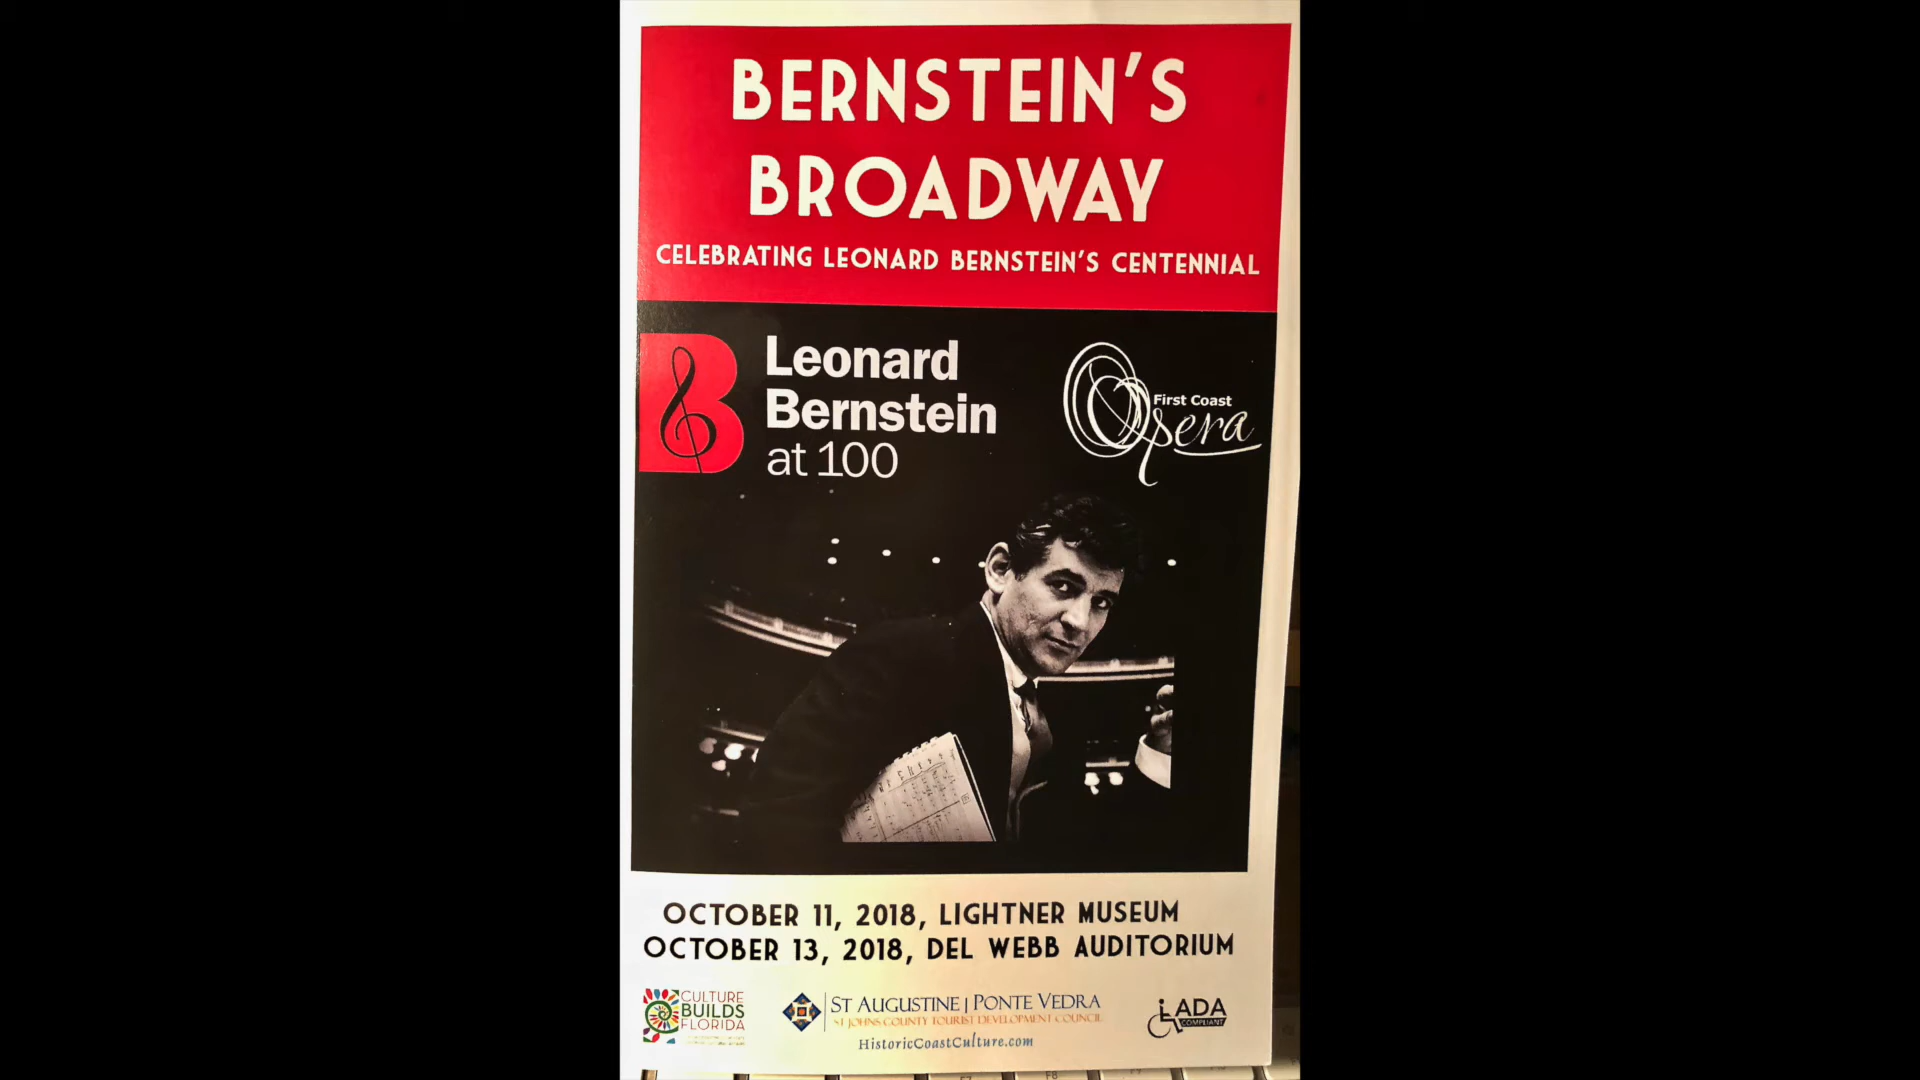 BERNSTEIN'S
BROADWAY
CELEBRATING LEONARD BERNSTEIN'S CENTENNIAL
B
Leonard
Bernstein
at 100
First Coast
Opera
OCTOBER 11, 2018, LIGHTNER MUSEUM
OCTOBER 13, 2018, DEL WEBB AUDITORIUM
CULTURE
BUILDS
FLORIDA
ST AUGUSTINE | PONTE VEDRA
ST JOHNS COUNTY TOURIST DEVELOPMENT COUNCIL
HistoricCoastCulture.com
ADA
COMPLIANT
F8